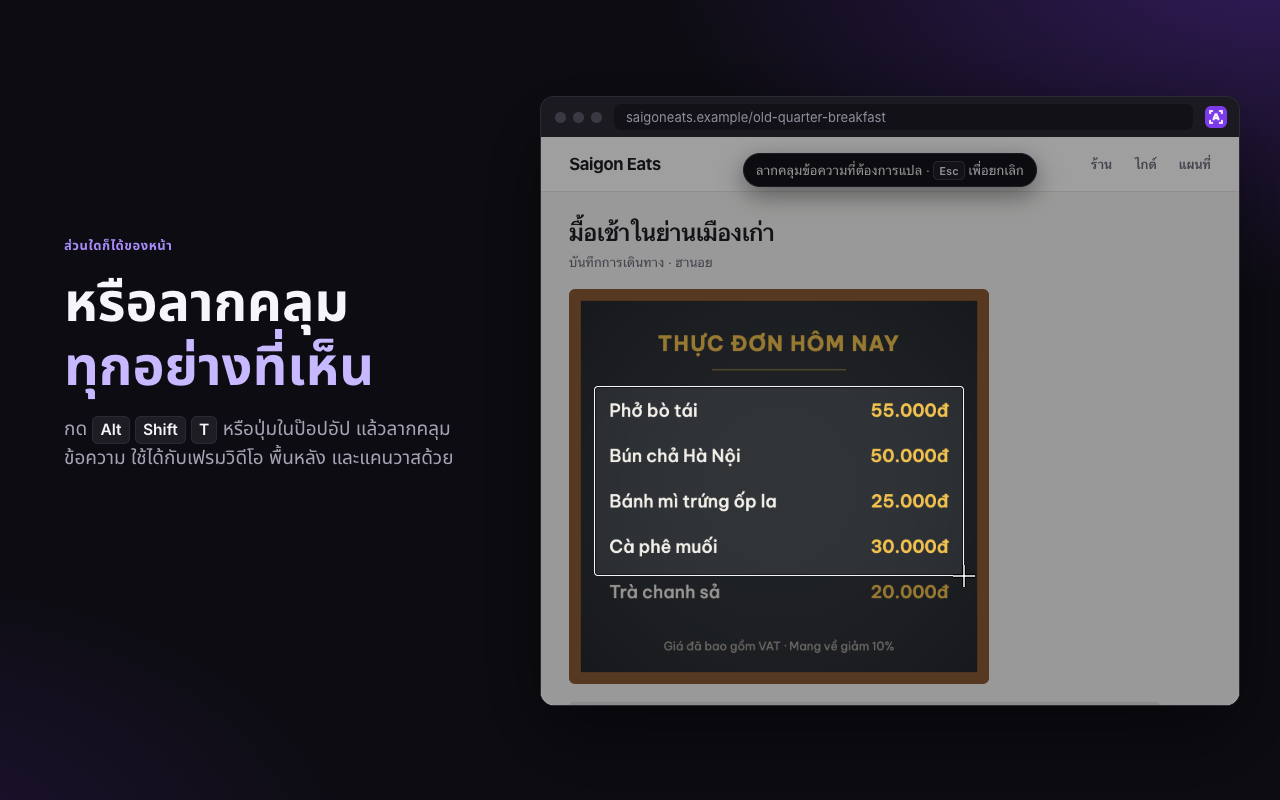 ส่วนใดก็ได้ของหน้า
หรือลากคลุม
ทุกอย่างที่เห็น
กด Alt Shift T หรือปุ่มในป๊อปอัป แล้วลากคลุม
ข้อความ ใช้ได้กับเฟรมวิดีโอ พื้นหลัง และแคนวาสด้วย
saigoneats.example/old-quarter-breakfast
Saigon Eats
ลากคลุมข้อความที่ต้องการแปล · Esc เพื่อยกเลิก
ร้าน ไกด์ แผนที่
มื้อเช้าในย่านเมืองเก่า
บันทึกการเดินทาง · ฮานอย
THỰC ĐƠN HÔM NAY
Phở bò tái 55.000đ
Bún chả Hà Nội 50.000đ
Bánh mì trứng ốp la 25.000đ
Cà phê muối 30.000đ
Trà chanh sả 20.000đ
Giá đã bao gồm VAT · Mang về giảm 10%